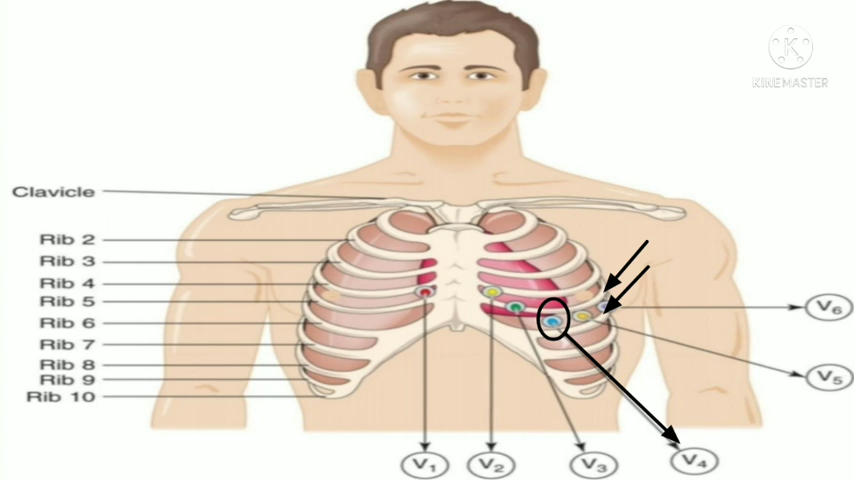 K
KINEMASTER
Clavicle
Rib 2
Rib 3
Rib 4
Rib 5
Rib 6
Rib 7
Rib 8
Rib 9
Rib 10
V6
V5
V1
V2
V3
V4